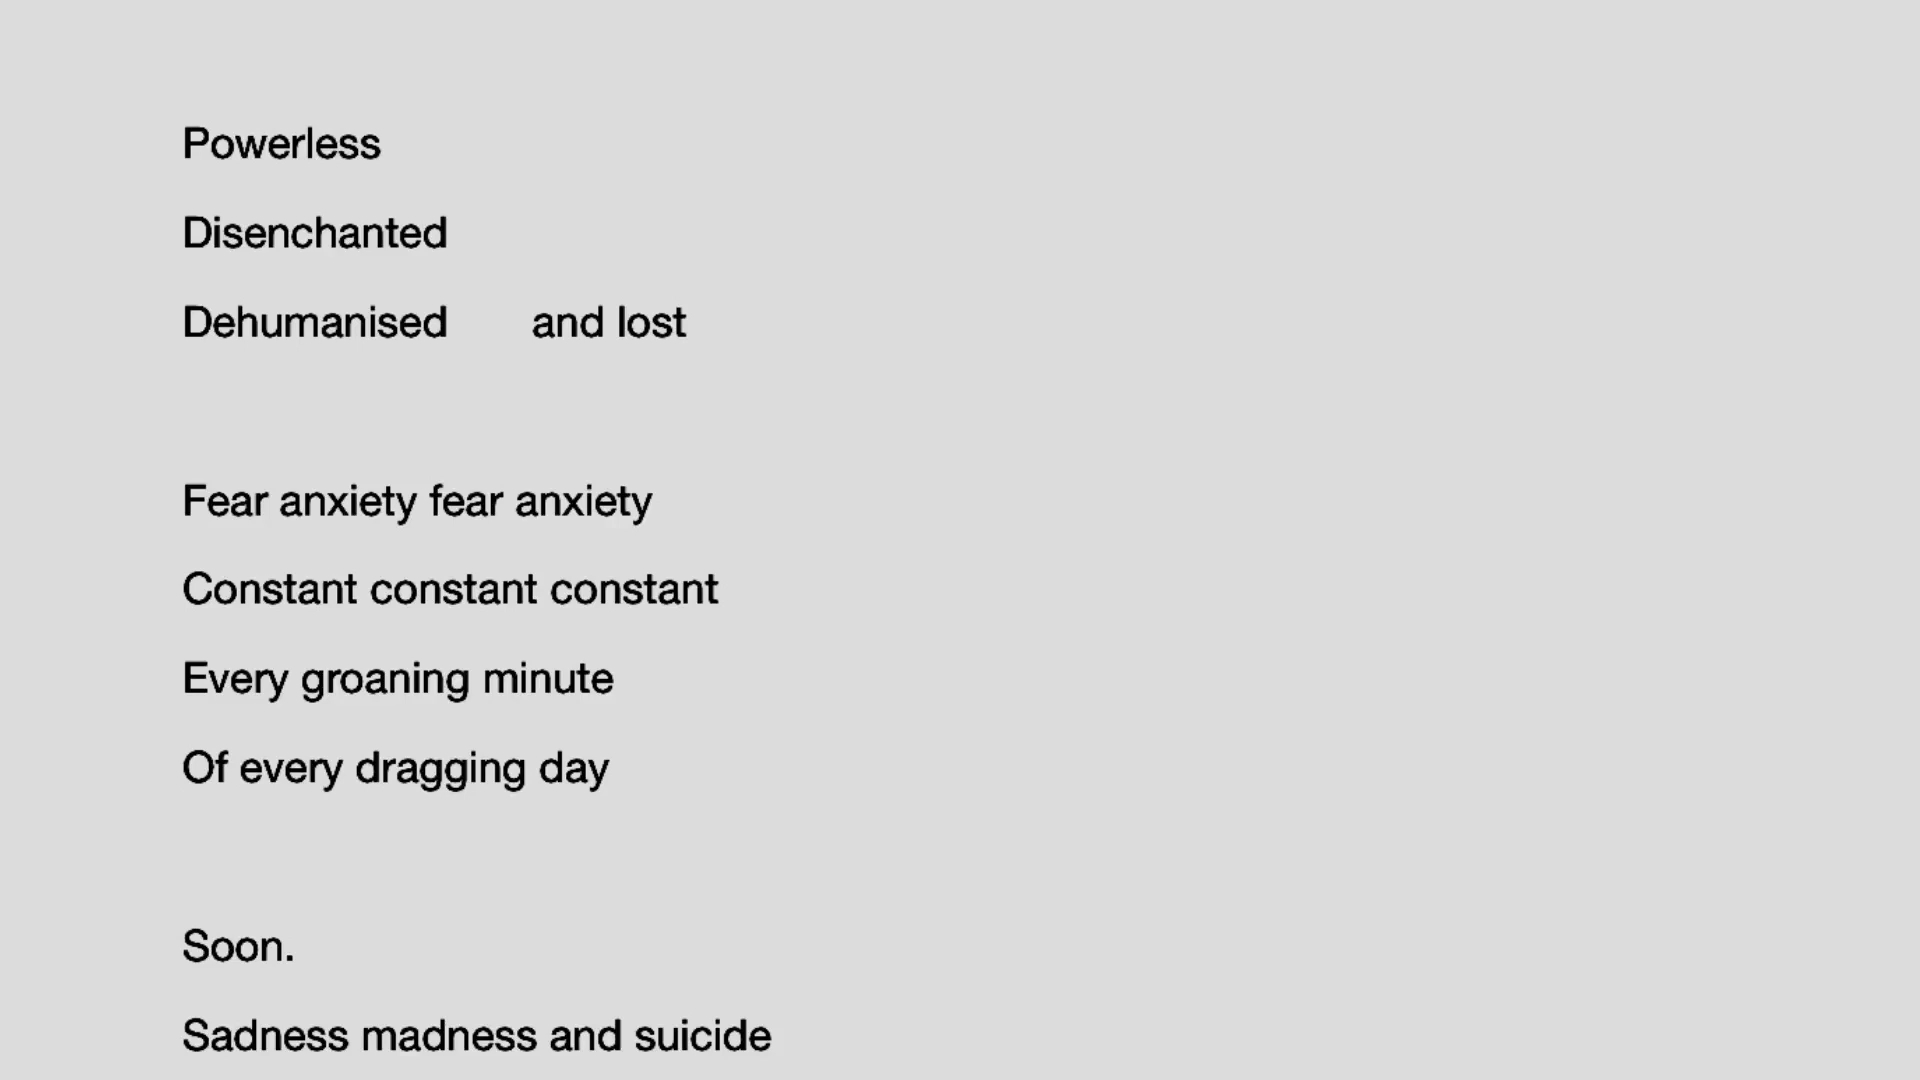 Powerless
Disenchanted
Dehumanised and lost
Fear anxiety fear anxiety
Constant constant constant
Every groaning minute
Of every dragging day
Soon.
Sadness madness and suicide